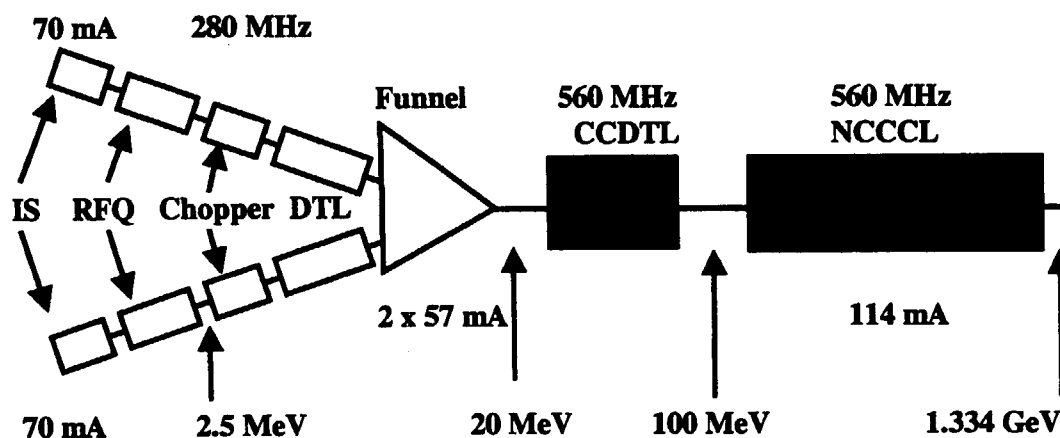 70 mA 280 MHz
Funnel
560 MHz
CCDTL
560 MHz
NCCCL
IS RFQ Chopper DTL
2 x 57 mA
114 mA
70 mA 2.5 MeV 20 MeV 100 MeV 1.334 GeV